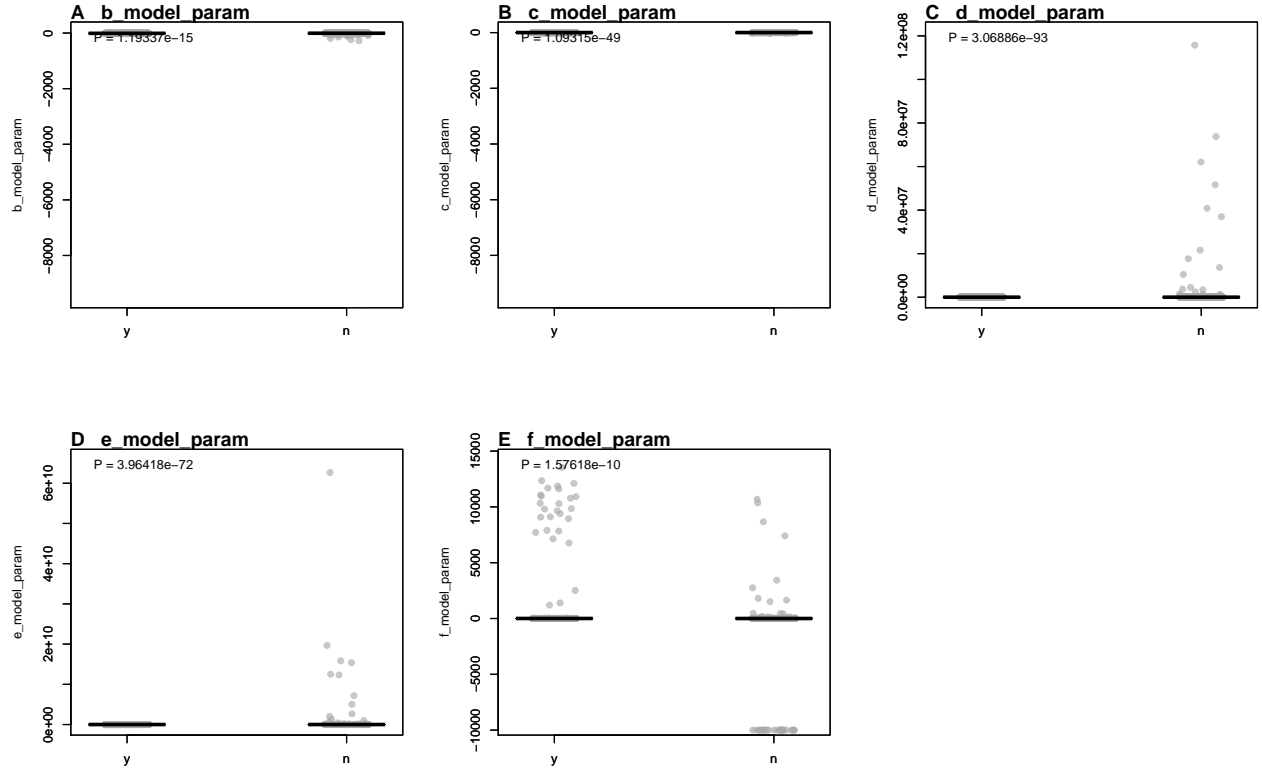 A b_model_param
P = 1.19337e−15
b_model_param
0
−2000
−4000
−6000
−8000
y n
B c_model_param
P = 1.09315e−49
c_model_param
0
−2000
−4000
−6000
−8000
y n
C d_model_param
P = 3.06886e−93
d_model_param
1.2e+08
8.0e+07
4.0e+07
0.0e+00
y n
D e_model_param
P = 3.96418e−72
e_model_param
6e+10
4e+10
2e+10
0e+00
y n
E f_model_param
P = 1.57618e−10
f_model_param
15000
10000
5000
0
−5000
−10000
y n